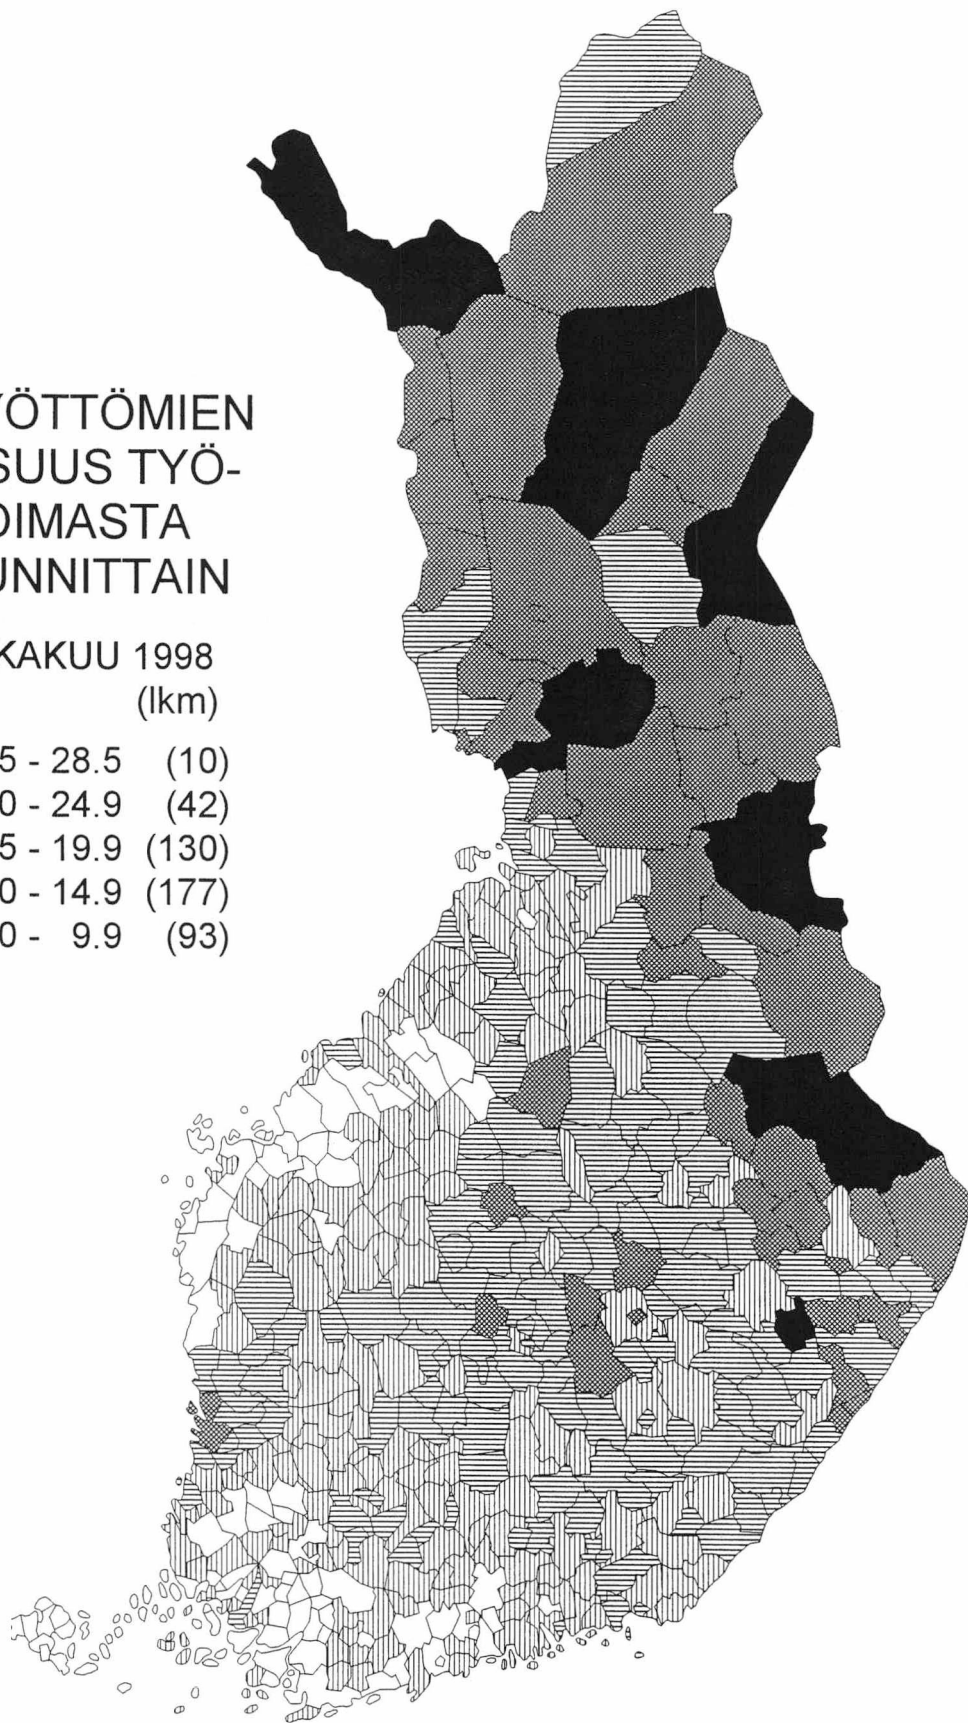 YÖTTÖMIEN
SUUS TYÖ-
OIMASTA
UNNITTAIN
KAKUU 1998
(lkm)
5 - 28.5 (10)
0 - 24.9 (42)
5 - 19.9 (130)
0 - 14.9 (177)
0 - 9.9 (93)